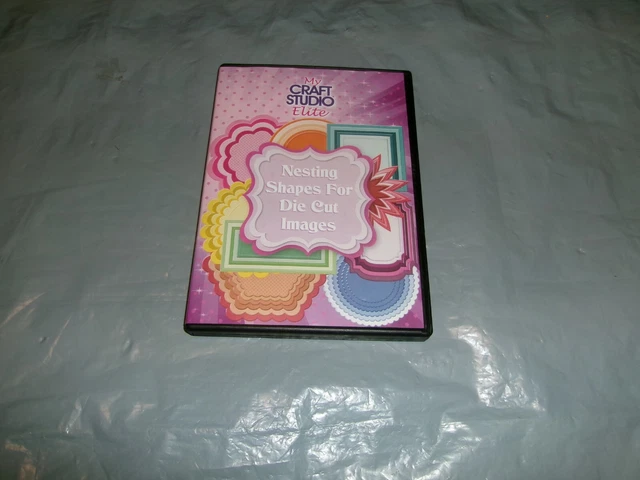 My
CRAFT
STUDIO
Elite
Nesting
Shapes For
Die Cut
Images